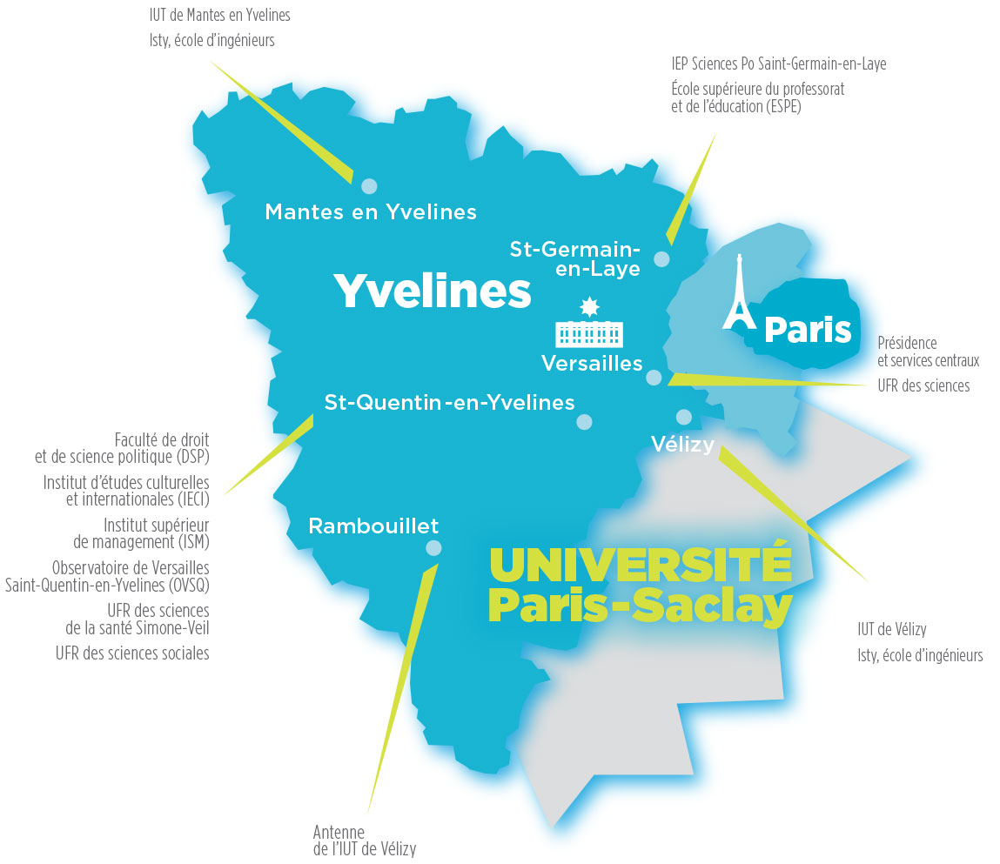 IUT de Mantes en Yvelines
Isty, école d'ingénieurs
IEP Sciences Po Saint-Germain-en-Laye
École supérieure du professorat
et de l'éducation (ESPE)
Mantes en Yvelines
St-Germain-
en-Laye
Yvelines
Paris
Versailles
Présidence
et services centraux
UFR des sciences
St-Quentin-en-Yvelines
Vélizy
Faculté de droit
et de science politique (DSP)
Institut d'études culturelles
et internationales (IECI)
Institut supérieur
de management (ISM)
Observatoire de Versailles
Saint-Quentin-en-Yvelines (OVSQ)
UFR des sciences
de la santé Simone-Veil
UFR des sciences sociales
Rambouillet
UNIVERSITÉ
Paris-Saclay
IUT de Vélizy
Isty, école d'ingénieurs
Antenne
de l'IUT de Vélizy